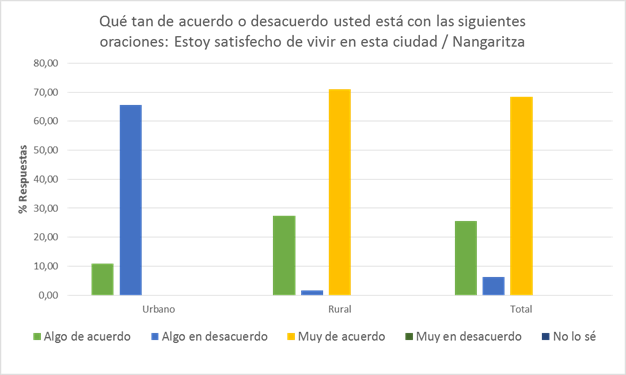 Qué tan de acuerdo o desacuerdo usted está con las siguientes
oraciones: Estoy satisfecho de vivir en esta ciudad / Nangaritza
80,00
70,00
60,00
50,00
40,00
30,00
20,00
10,00
0,00
% Respuestas
Urbano Rural Total
Algo de acuerdo Algo en desacuerdo Muy de acuerdo Muy en desacuerdo No lo sé